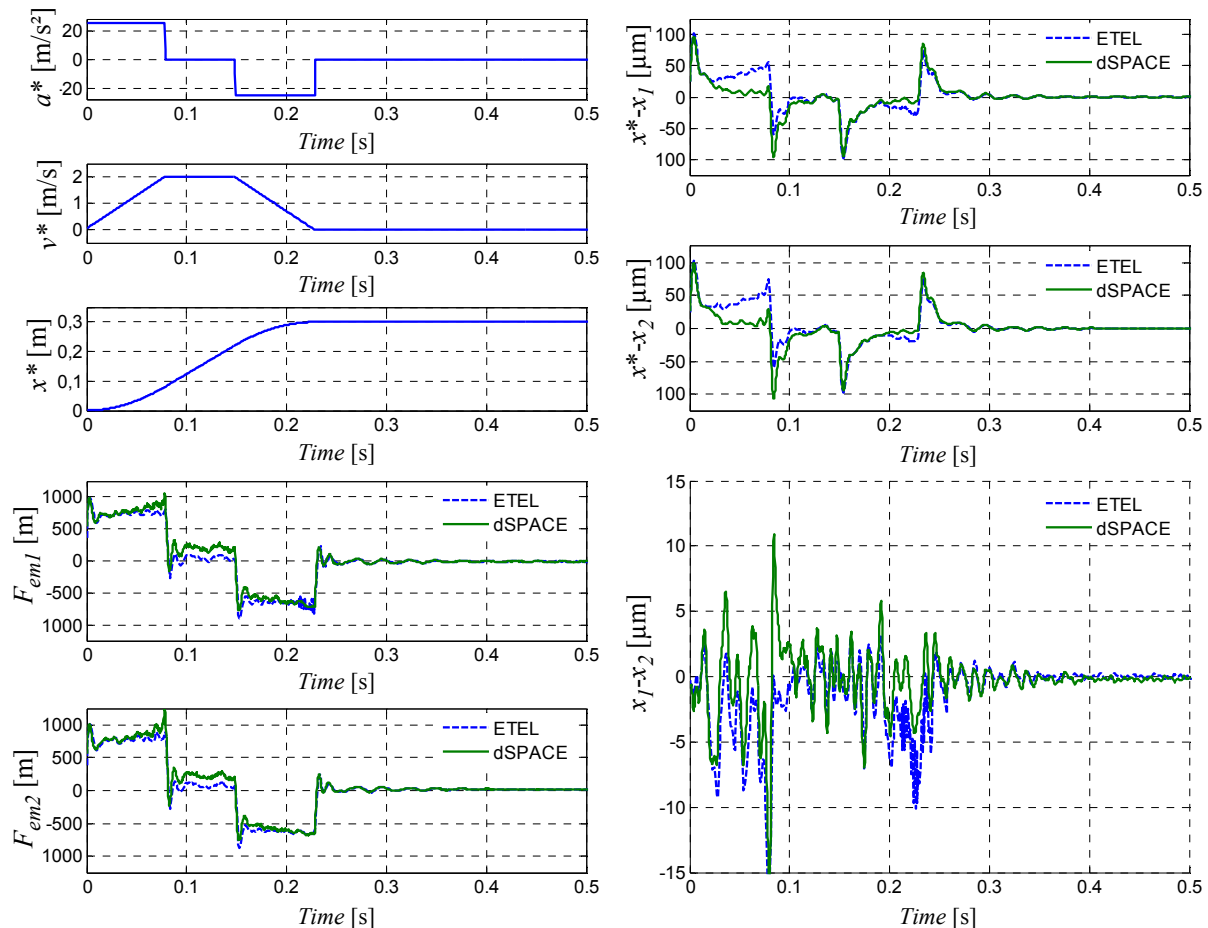 a* [m/s²]
20
0
-20
0 0.1 0.2 0.3 0.4 0.5
Time [s]
v* [m/s]
2
0
0 0.1 0.2 0.3 0.4 0.5
Time [s]
x* [m]
0,3
0,2
0,1
0
0 0.1 0.2 0.3 0.4 0.5
Time [s]
F_em1 [m]
1000
500
0
-500
1000
ETEL
dSPACE
0 0.1 0.2 0.3 0.4 0.5
Time [s]
F_em2 [m]
1000
500
0
-500
1000
ETEL
dSPACE
0 0.1 0.2 0.3 0.4 0.5
Time [s]
x*-x_1 [µm]
100
50
0
-50
100
ETEL
dSPACE
0 0.1 0.2 0.3 0.4 0.5
Time [s]
x*-x_2 [µm]
100
50
0
-50
100
ETEL
dSPACE
0 0.1 0.2 0.3 0.4 0.5
Time [s]
x_1-x_2 [µm]
15
10
5
0
-5
-10
-15
ETEL
dSPACE
0 0.1 0.2 0.3 0.4 0.5
Time [s]